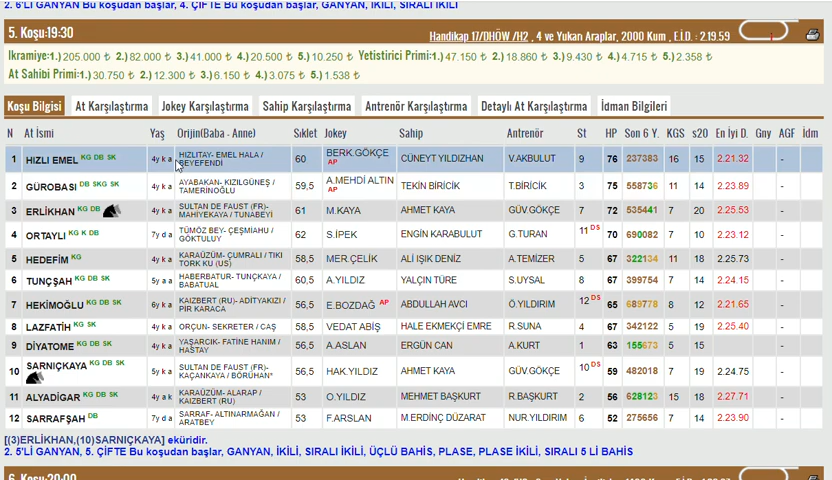 2. 6'LI GANYAN Bu koşudan başlar, 4. ÇİFTE Bu koşudan başlar, GANYAN, İKİLİ, SIRALI İKİLİ
5. Koşu:19:30
Handikap 17/DHÖW /H2 , 4 ve Yukarı Araplar, 2000 Kum , E.İ.D. : 2.19.59
İkramiye:1.) 205.000 ₺ 2.) 82.000 ₺ 3.) 41.000 ₺ 4.) 20.500 ₺ 5.) 10.250 ₺ Yetistirici Primi:1.) 47.150 ₺ 2.) 18.860 ₺ 3.) 9.430 ₺ 4.) 4.715 ₺ 5.) 2.358 ₺
At Sahibi Primi:1.) 30.750 ₺ 2.) 12.300 ₺ 3.) 6.150 ₺ 4.) 3.075 ₺ 5.) 1.538 ₺
Koşu Bilgisi At Karşılaştırma Jokey Karşılaştırma Sahip Karşılaştırma Antrenör Karşılaştırma Detaylı At Karşılaştırma İdman Bilgileri
N At İsmi Yaş Orijin(Baba - Anne) Sıklet Jokey Sahip Antrenör St HP Son 6 Y. KGS s20 En İyi D. Gny AGF İdm
1 HIZLI EMEL KG DB SK 4y k a HIZLITAY- EMEL HALA / BEYEFENDİ 60 BERK.GÖKÇE AP CÜNEYT YILDIZHAN V.AKBULUT 9 76 237383 16 15 2.21.32 -
2 GÜROBASI DB SKG SK 4y k a AYABAKAN- KIZILGÜNEŞ / TAMERİNOĞLU 59,5 A.MEHDİ ALTIN AP TEKİN BİRİCİK T.BİRİCİK 3 75 558736 11 14 2.23.89 -
3 ERLİKHAN KG DB 4y k a SULTAN DE FAUST (FR)- MAHİYEKAYA / TUNABEYİ 61 M.KAYA AHMET KAYA GÜV.GÖKÇE 7 72 535441 7 20 2.25.53 -
4 ORTAYLI KG K DB 7y d a TÜMÖZ BEY- ÇEŞMİAHU / GÖKTULUY 62 S.İPEK ENGİN KARABULUT G.TURAN 11 DS 70 690082 7 10 2.23.12 -
5 HEDEFİM KG 4y k a KARAÜZÜM- ÇUMRALI / TIKI TORK KU (US) 58,5 MER.ÇELİK ALİ IŞIK DENİZ A.TEMİZER 5 67 322134 11 18 2.25.73 -
6 TUNÇŞAH DB SK 5y a a HABERBATUR- TUNÇKAYA / BABATUAL 60,5 A.YILDIZ YALÇIN TÜRE S.UYSAL 8 67 399754 7 14 2.24.15 -
7 HEKİMOĞLU KG DB SK 6y k a KAIZBERT (RU)- ADİTYAKIZI / PİR KARACA 56,5 E.BOZDAĞ AP ABDULLAH AVCI Ö.YILDIRIM 12 DS 65 689778 8 12 2.21.65 -
8 LAZFATİH KG SK 4y k a ORÇUN- SEKRETER / CAŞ 58,5 VEDAT ABİŞ HALE EKMEKÇİ EMRE R.SUNA 4 67 342122 5 19 2.25.40 -
9 DİYATOME KG DB SK 4y k a YAŞARCIK- FATİNE HANIM / HAŞTAY 56,5 A.ASLAN ERGÜN CAN A.KURT 1 63 155673 5 15 -
10 SARNIÇKAYA KG DB SK 5y k a SULTAN DE FAUST (FR)- KAÇANKAYA / BÖRÜHAN* 56,5 HAK.YILDIZ AHMET KAYA GÜV.GÖKÇE 10 DS 59 482018 7 19 2.24.75 -
11 ALYADİGAR KG DB SK 4y a k KARAÜZÜM- ALARAP / KAIZBERT (RU) 53 O.YILDIZ MEHMET BAŞKURT R.BAŞKURT 2 56 628123 15 18 2.27.71 -
12 SARRAFŞAH DB 7y d a SARRAF- ALTINARMAĞAN / ARATBEY 53 F.ARSLAN M.ERDİNÇ DÜZARAT NUR.YILDIRIM 6 52 275656 7 14 2.23.90 -
[(3)ERLİKHAN,(10)SARNIÇKAYA] eküridir.
2. 5'Lİ GANYAN, 5. ÇİFTE Bu koşudan başlar, GANYAN, İKİLİ, SIRALI İKİLİ, ÜÇLÜ BAHİS, PLASE, PLASE İKİLİ, SIRALI 5 Lİ BAHİS
6. Koşu:20:00